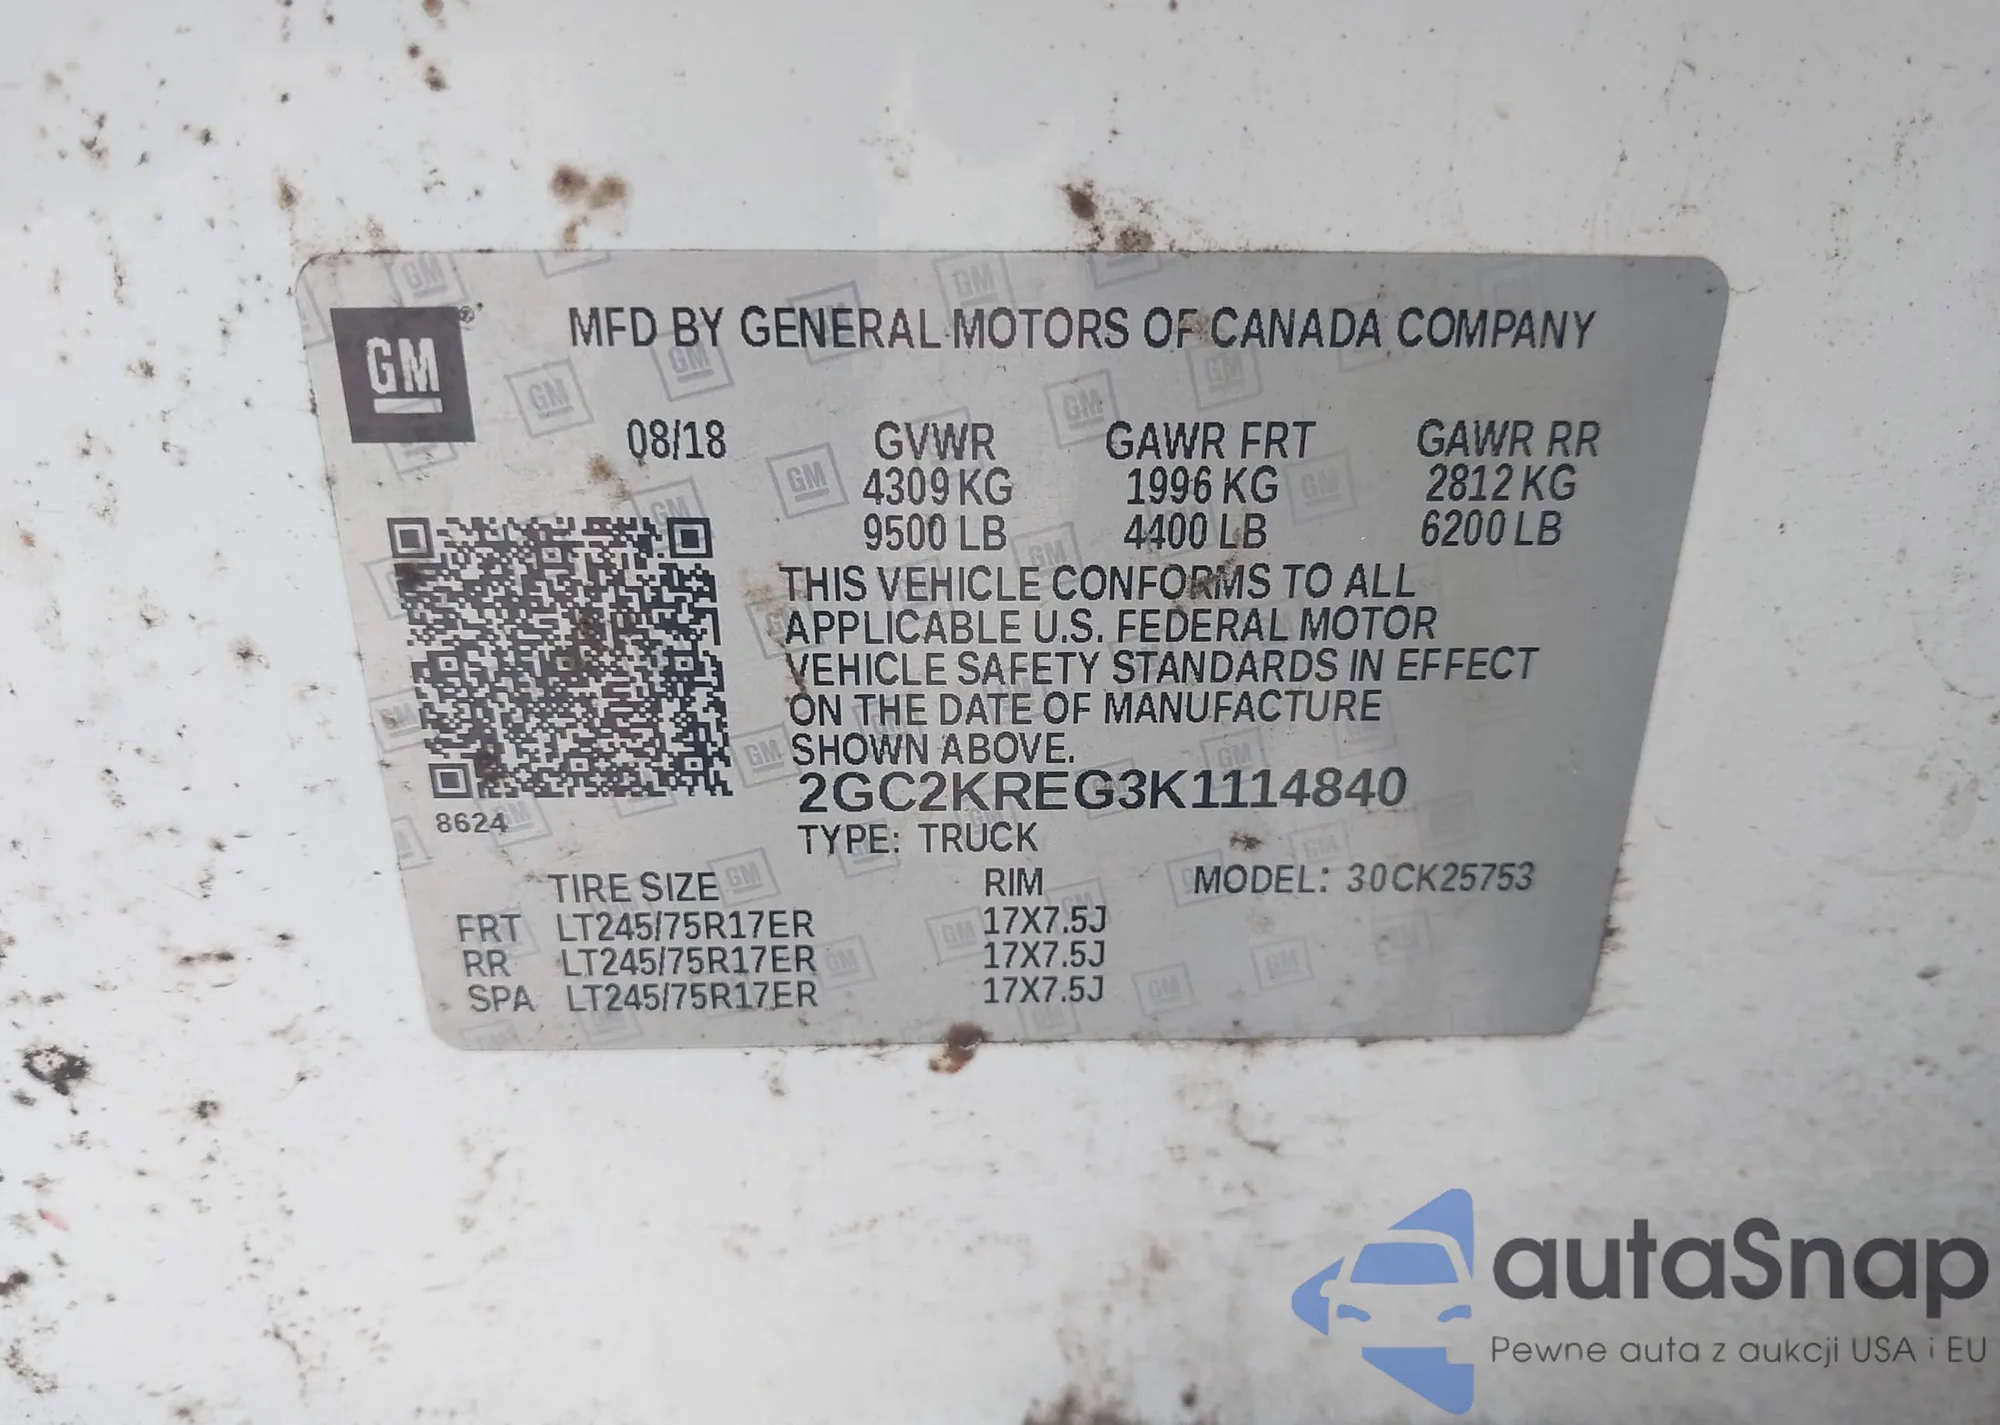 GM
MFD BY GENERAL MOTORS OF CANADA COMPANY
08/18 GVWR GAWR FRT GAWR RR
4309 KG 1996 KG 2812 KG
9500 LB 4400 LB 6200 LB
THIS VEHICLE CONFORMS TO ALL
APPLICABLE U.S. FEDERAL MOTOR
VEHICLE SAFETY STANDARDS IN EFFECT
ON THE DATE OF MANUFACTURE
SHOWN ABOVE.
2GC2KREG3K1114840
8624
TYPE: TRUCK
TIRE SIZE RIM MODEL: 30CK25753
FRT LT245/75R17ER 17X7.5J
RR LT245/75R17ER 17X7.5J
SPA LT245/75R17ER 17X7.5J
autaSnap
Pewne auta z aukcji USA i EU